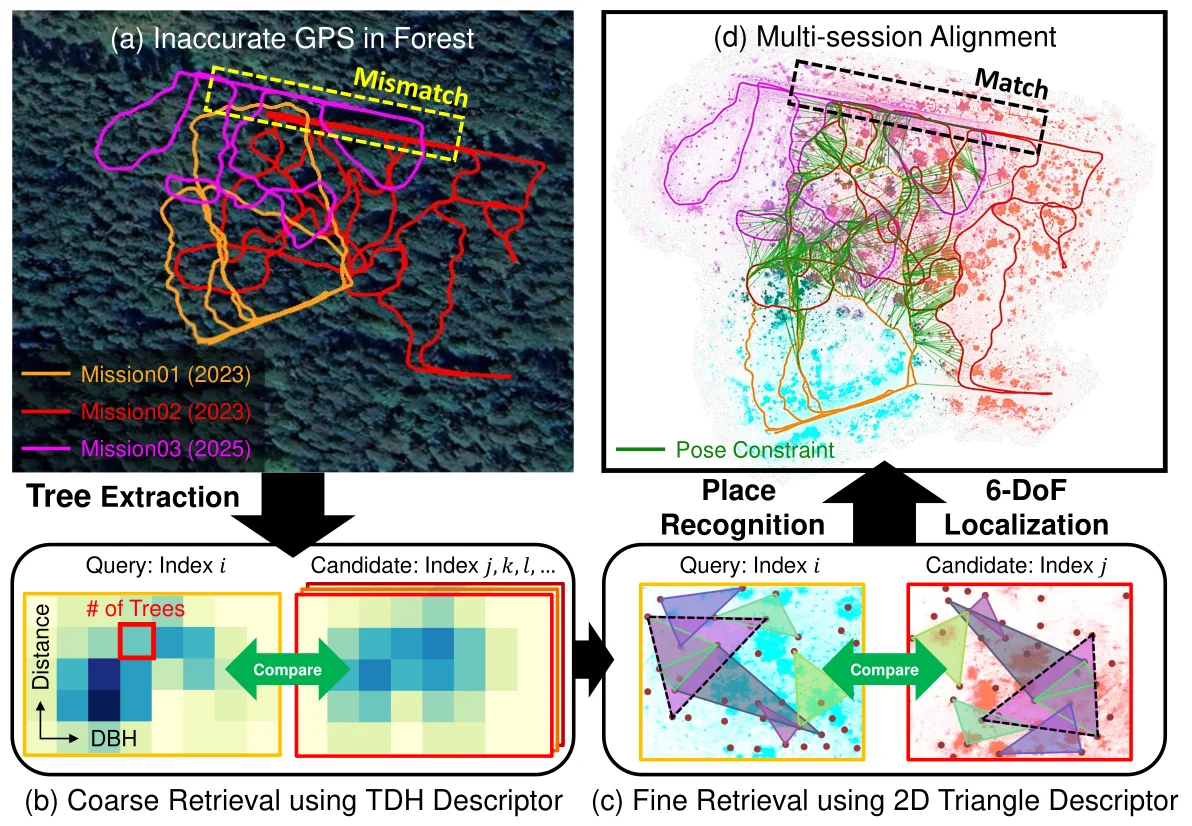 (a) Inaccurate GPS in Forest
Mismatch
Mission01 (2023)
Mission02 (2023)
Mission03 (2025)
(d) Multi-session Alignment
Match
Pose Constraint
Tree Extraction
Place
Recognition
6-DoF
Localization
Query: Index i
Candidate: Index j, k, l, ...
# of Trees
Distance
DBH
Compare
Query: Index i
Candidate: Index j
Compare
(b) Coarse Retrieval using TDH Descriptor
(c) Fine Retrieval using 2D Triangle Descriptor